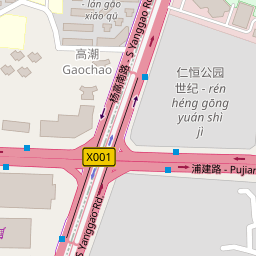 - lán gāo
xiǎo qū
高潮
Gaochao
杨高南路 - S Yanggao Rd
仁恒公园
世纪 - rén
héng gōng
yuán shì
jì
X001
浦建路 - Pujian
S Yanggao Rd